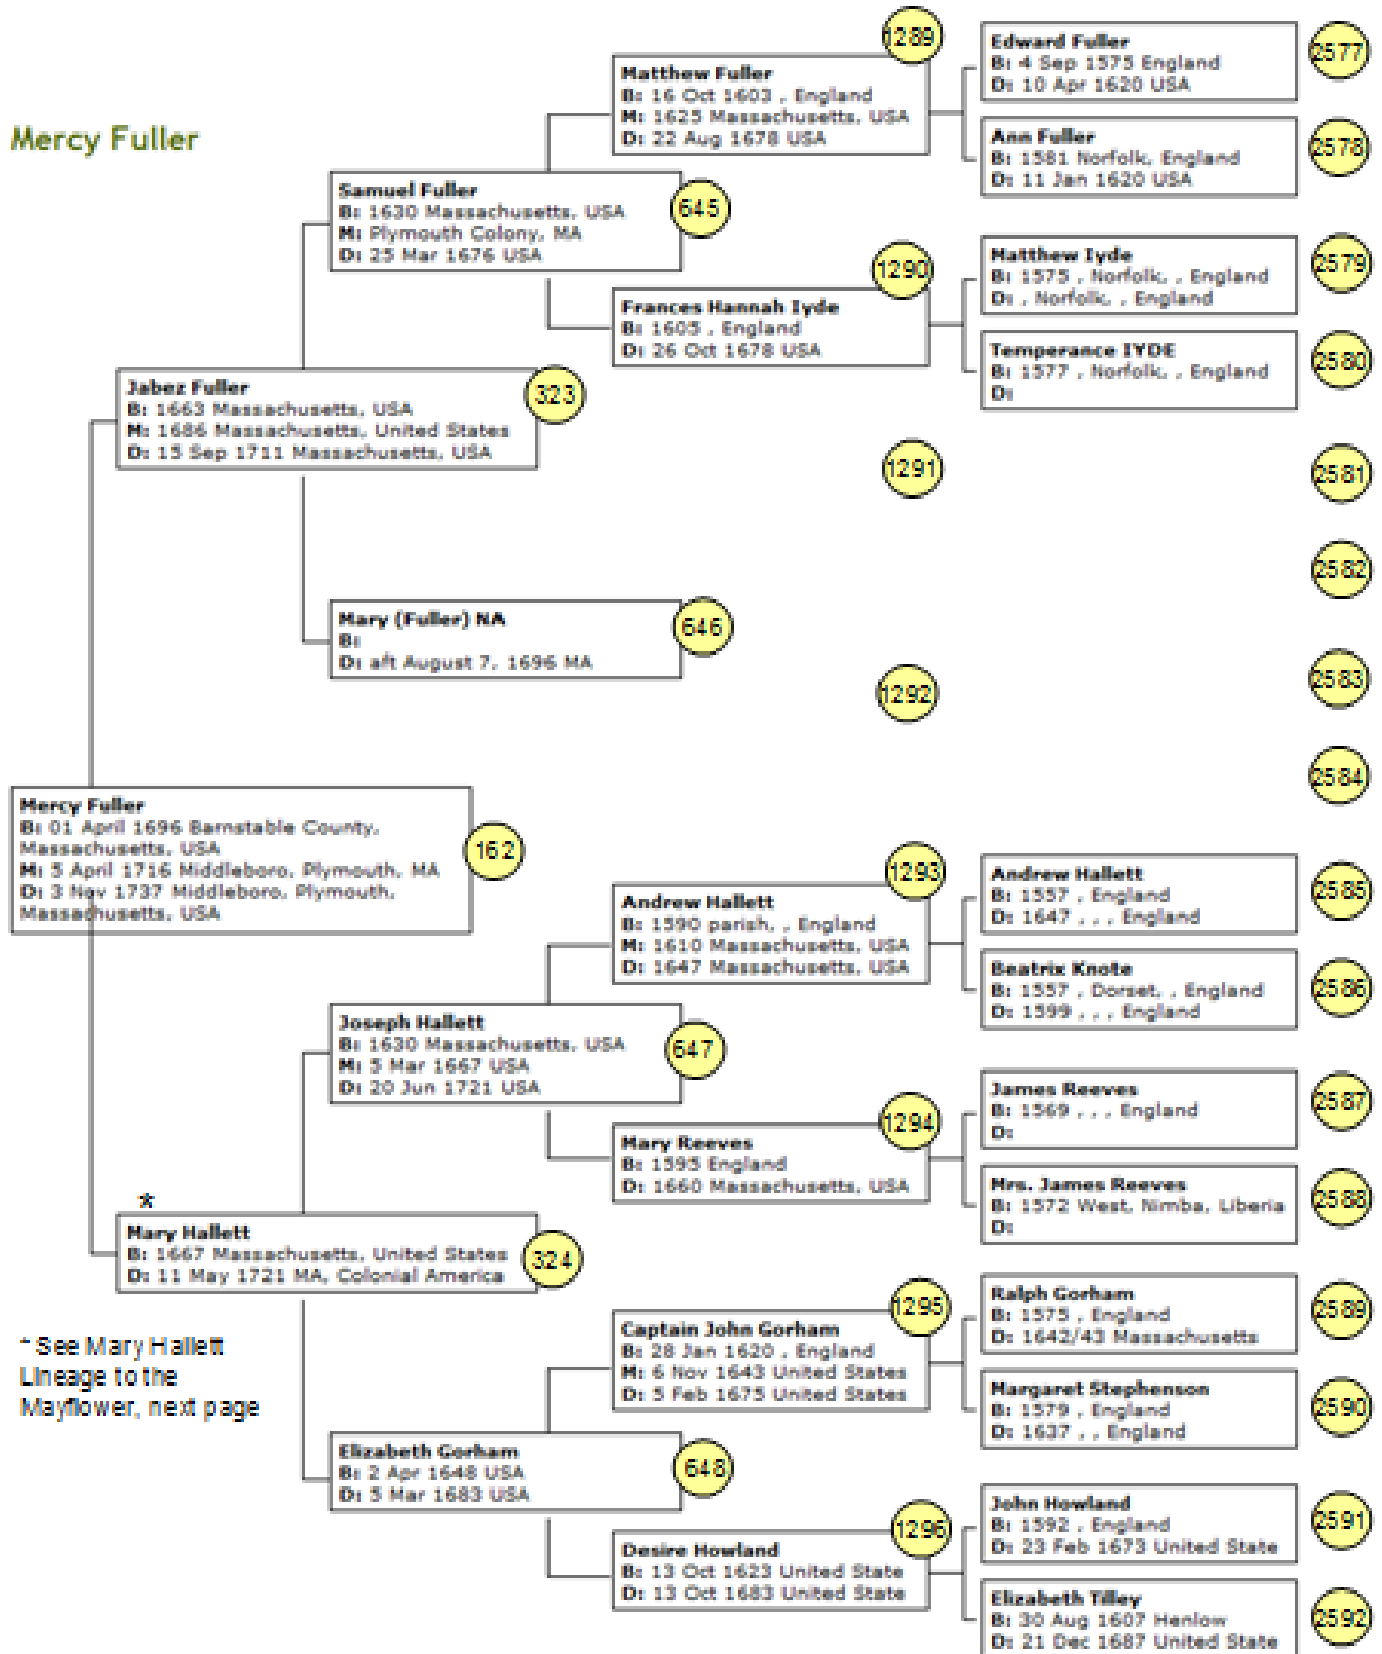 Mercy Fuller
1289
Matthew Fuller
B: 16 Oct 1603 , England
M: 1625 Massachusetts, USA
D: 22 Aug 1678 USA
Edward Fuller
B: 4 Sep 1575 England
D: 10 Apr 1620 USA
2577
Ann Fuller
B: 1581 Norfolk, England
D: 11 Jan 1620 USA
2578
Samuel Fuller
B: 1630 Massachusetts, USA
M: Plymouth Colony, MA
D: 25 Mar 1676 USA
645
1290
Frances Hannah Iyde
B: 1605 , England
D: 26 Oct 1678 USA
Matthew Iyde
B: 1575 , Norfolk, , England
D: , Norfolk, , England
2579
Temperance IYDE
B: 1577 , Norfolk, , England
D:
2580
Jabez Fuller
B: 1663 Massachusetts, USA
M: 1686 Massachusetts, United States
D: 15 Sep 1711 Massachusetts, USA
323
1291
2581
2582
Mary (Fuller) NA
B:
D: aft August 7, 1696 MA
646
1292
2583
2584
Mercy Fuller
B: 01 April 1696 Barnstable County,
Massachusetts, USA
M: 5 April 1716 Middleboro, Plymouth, MA
D: 3 Nov 1737 Middleboro, Plymouth,
Massachusetts, USA
162
1293
Andrew Hallett
B: 1590 parish, , England
M: 1610 Massachusetts, USA
D: 1647 Massachusetts, USA
Andrew Hallett
B: 1557 , England
D: 1647 , , , England
2585
Beatrix Knote
B: 1557 , Dorset, , England
D: 1599 , , , England
2586
Joseph Hallett
B: 1630 Massachusetts, USA
M: 5 Mar 1667 USA
D: 20 Jun 1721 USA
647
1294
Mary Reeves
B: 1595 England
D: 1660 Massachusetts, USA
James Reeves
B: 1569 , , , England
D:
2587
Mrs. James Reeves
B: 1572 West, Nimba, Liberia
D:
2588
*
Mary Hallett
B: 1667 Massachusetts, United States
D: 11 May 1721 MA, Colonial America
324
1295
Captain John Gorham
B: 28 Jan 1620 , England
M: 6 Nov 1643 United States
D: 5 Feb 1675 United States
Ralph Gorham
B: 1575 , England
D: 1642/43 Massachusetts
2589
Margaret Stephenson
B: 1579 , England
D: 1637 , , England
2590
* See Mary Hallett
Lineage to the
Mayflower, next page
Elizabeth Gorham
B: 2 Apr 1648 USA
D: 5 Mar 1683 USA
648
1296
Desire Howland
B: 13 Oct 1623 United State
D: 13 Oct 1683 United State
John Howland
B: 1592 , England
D: 23 Feb 1673 United State
2591
Elizabeth Tilley
B: 30 Aug 1607 Henlow
D: 21 Dec 1687 United State
2592